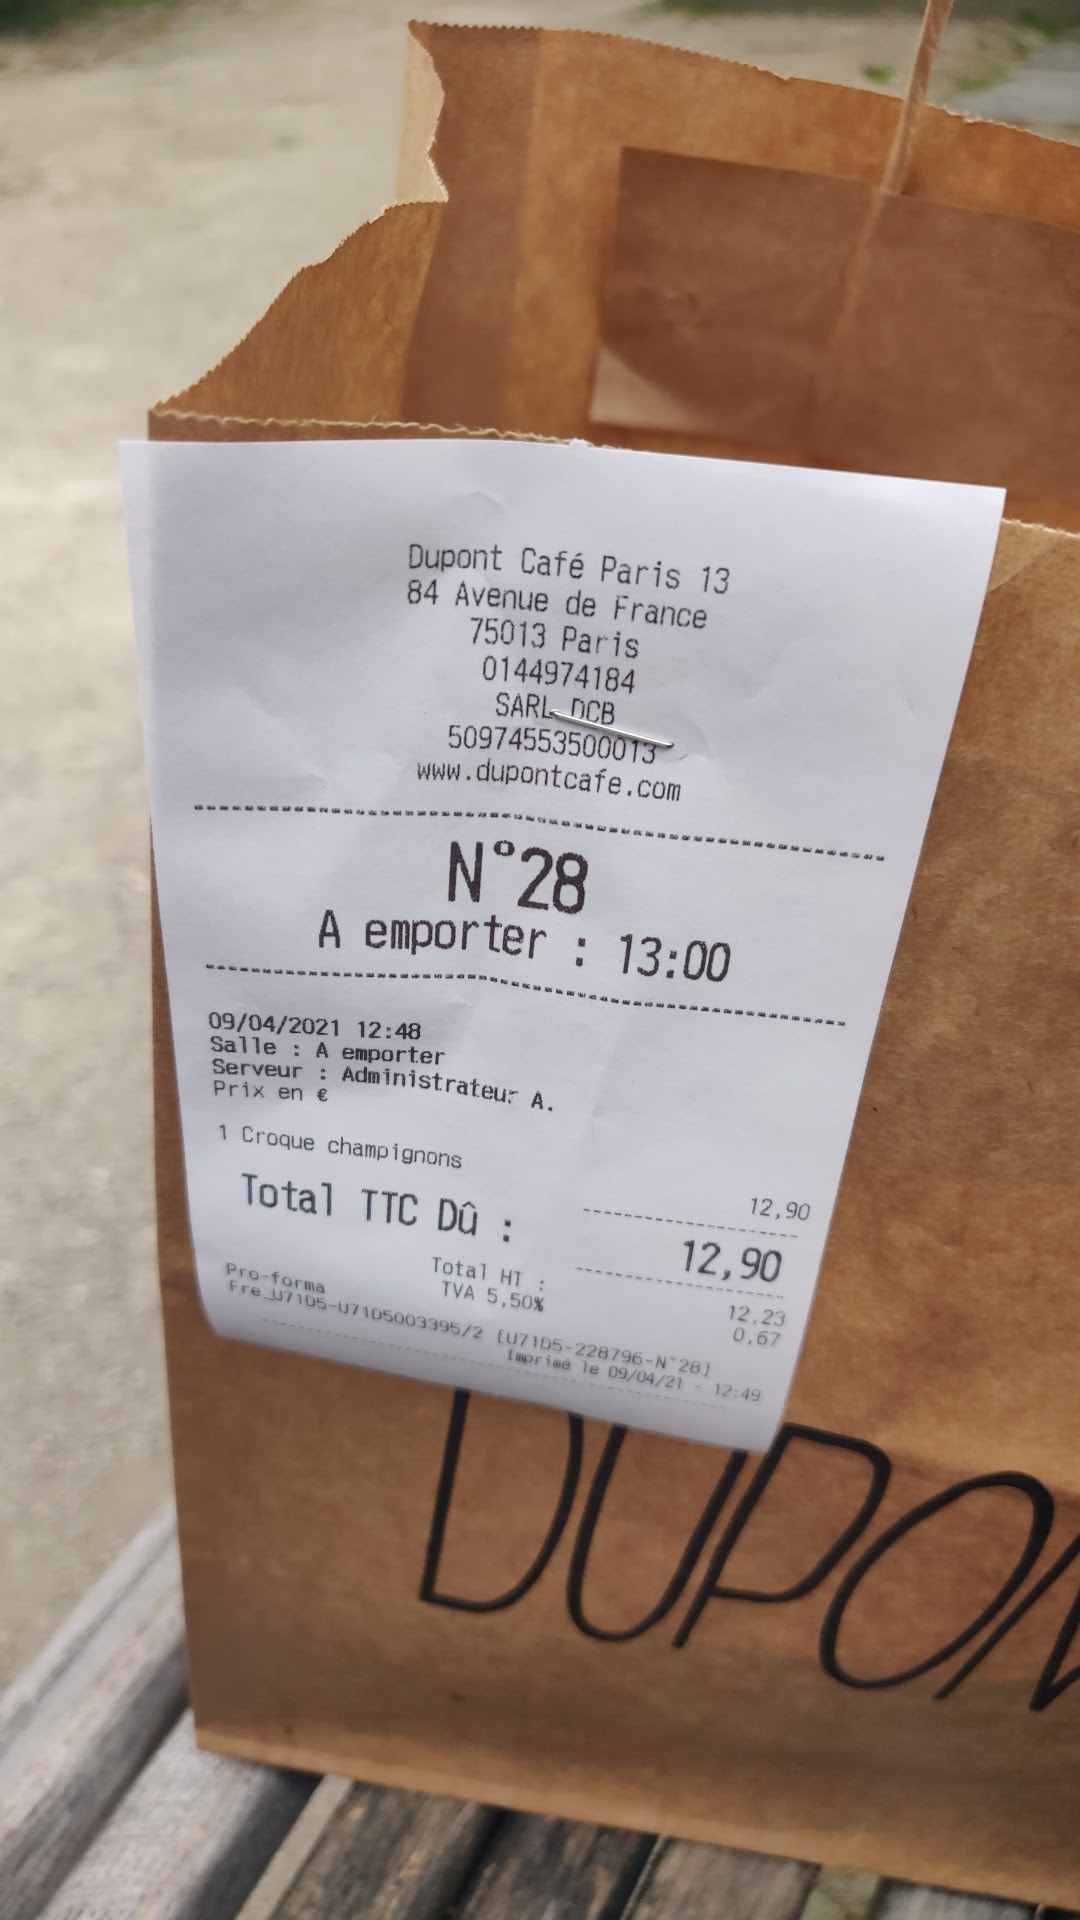 Dupont Café Paris 13
84 Avenue de France
75013 Paris
0144974184
SARL DCB
50974553500013
www.dupontcafe.com
N°28
A emporter : 13:00
09/04/2021 12:48
Salle : A emporter
Serveur : Administrateur A.
Prix en €
1 Croque champignons 12,90
Total TTC Dû : 12,90
Total HT : 12,23
TVA 5,50% 0,67
Pro-forma
Fre_U71D5-U71D5003395/2 [U71D5-228796-N°28]
Imprimé le 09/04/21 - 12:49
DUPON